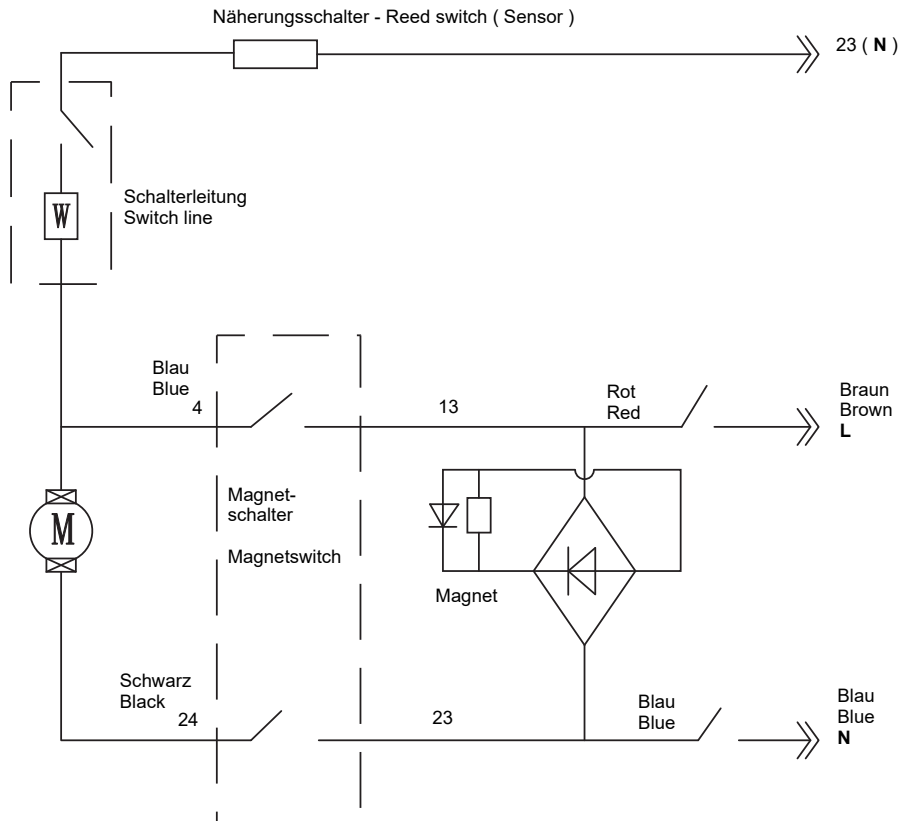 Näherungsschalter - Reed switch ( Sensor )
23 ( N )
Schalterleitung
Switch line
W
Blau
Blue
4
13
Rot
Red
Braun
Brown
L
M
Magnet-
schalter
Magnetswitch
Magnet
Schwarz
Black
24
23
Blau
Blue
Blau
Blue
N